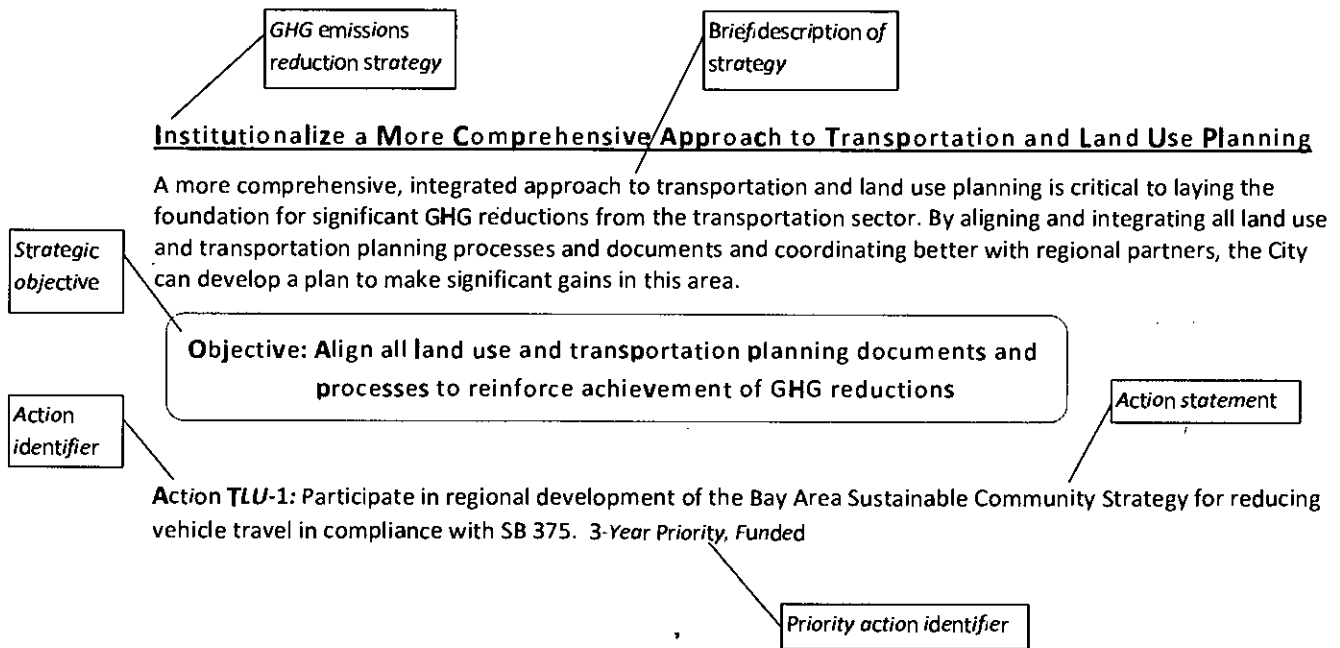 GHG emissions
reduction strategy
Brief description of
strategy
Institutionalize a More Comprehensive Approach to Transportation and Land Use Planning
A more comprehensive, integrated approach to transportation and land use planning is critical to laying the
foundation for significant GHG reductions from the transportation sector. By aligning and integrating all land use
and transportation planning processes and documents and coordinating better with regional partners, the City
can develop a plan to make significant gains in this area.
Strategic
objective
Objective: Align all land use and transportation planning documents and
processes to reinforce achievement of GHG reductions
Action
identifier
Action statement
Action TLU-1: Participate in regional development of the Bay Area Sustainable Community Strategy for reducing
vehicle travel in compliance with SB 375. 3-Year Priority, Funded
Priority action identifier